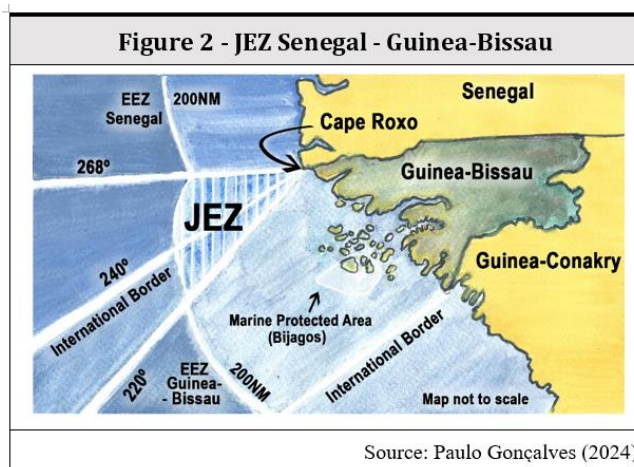 Figure 2 - JEZ Senegal - Guinea-Bissau
EEZ
Senegal
200NM
Senegal
Cape Roxo
268º
Guinea-Bissau
JEZ
Guinea-Conakry
240º
International Border
Marine Protected Area
(Bijagos)
International Border
220º
EEZ
Guinea-
- Bissau
200NM
Map not to scale
Source: Paulo Gonçalves (2024)